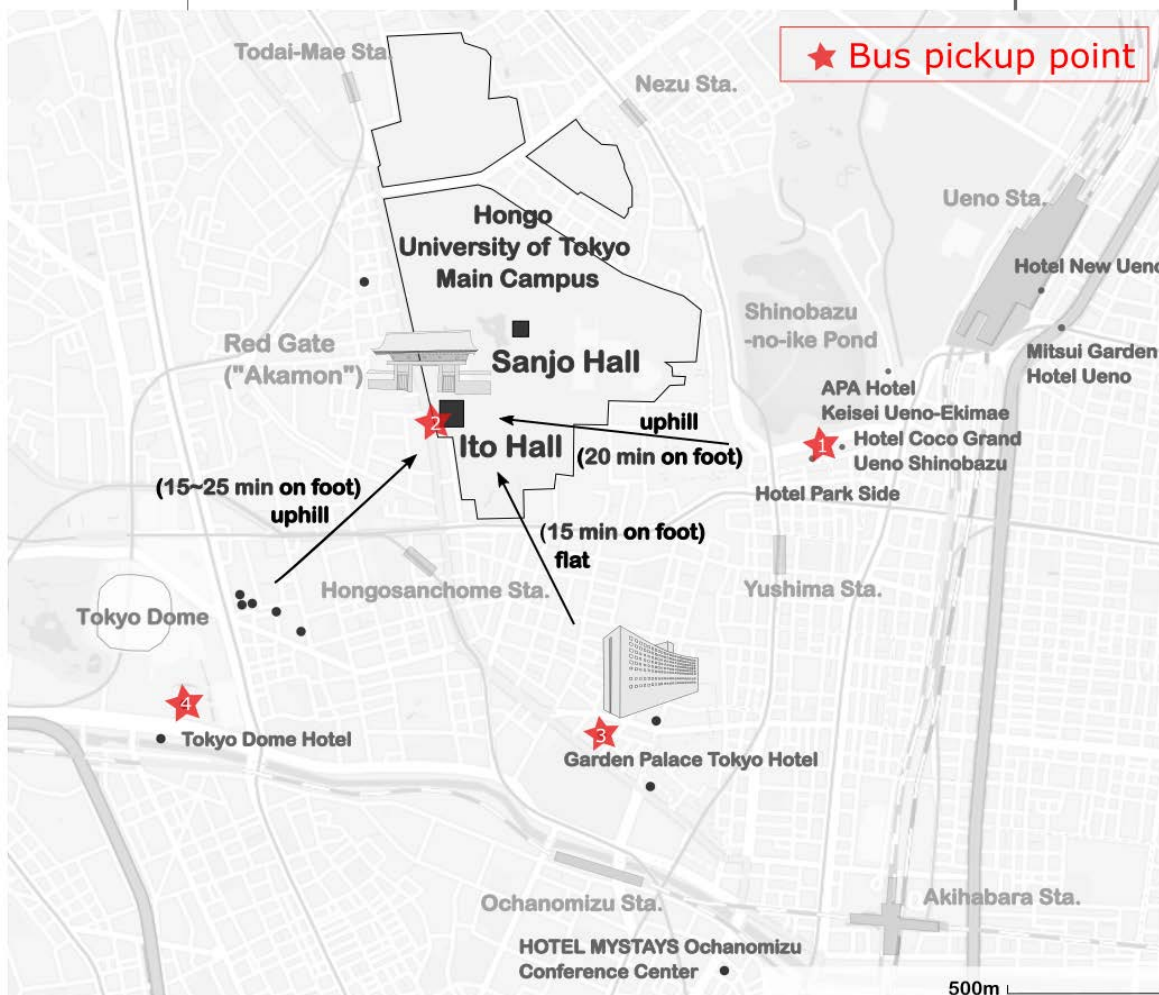 Bus pickup point
Todai-Mae Sta.
Nezu Sta.
Ueno Sta.
Hongo
University of Tokyo
Main Campus
Hotel New Ueno
Shinobazu
-no-ike Pond
Red Gate
("Akamon")
Sanjo Hall
Mitsui Garden
Hotel Ueno
APA Hotel
Keisei Ueno-Ekimae
2
Ito Hall
uphill
(20 min on foot)
1
Hotel Coco Grand
Ueno Shinobazu
Hotel Park Side
(15~25 min on foot)
uphill
(15 min on foot)
flat
Hongosanchome Sta.
Yushima Sta.
Tokyo Dome
4
Tokyo Dome Hotel
3
Garden Palace Tokyo Hotel
Ochanomizu Sta.
Akihabara Sta.
HOTEL MYSTAYS Ochanomizu
Conference Center
500m